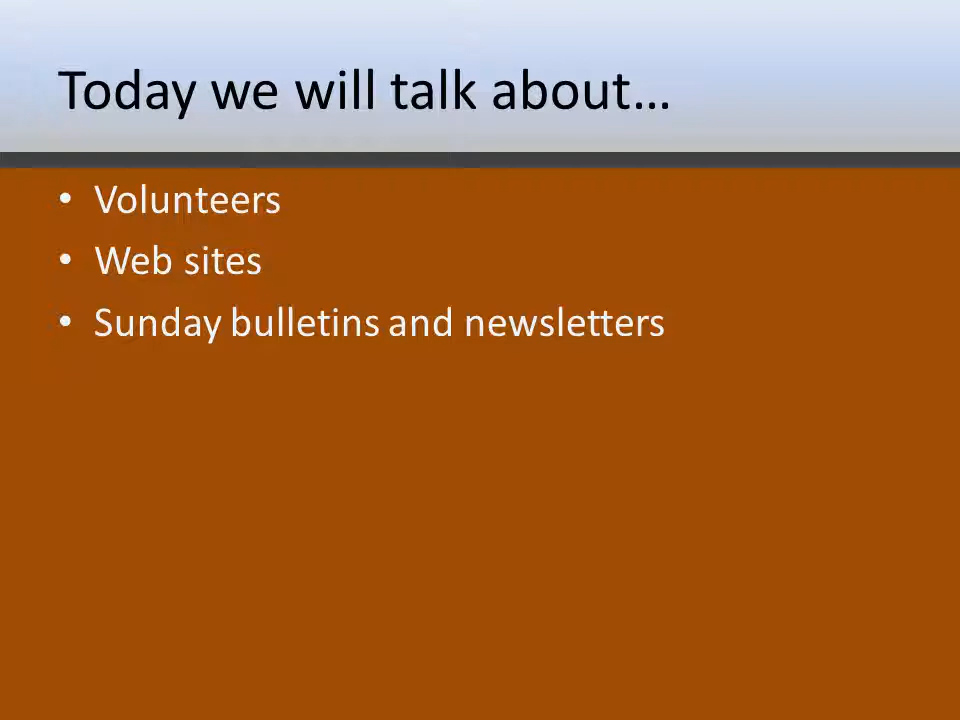 Today we will talk about…
• Volunteers
• Web sites
• Sunday bulletins and newsletters